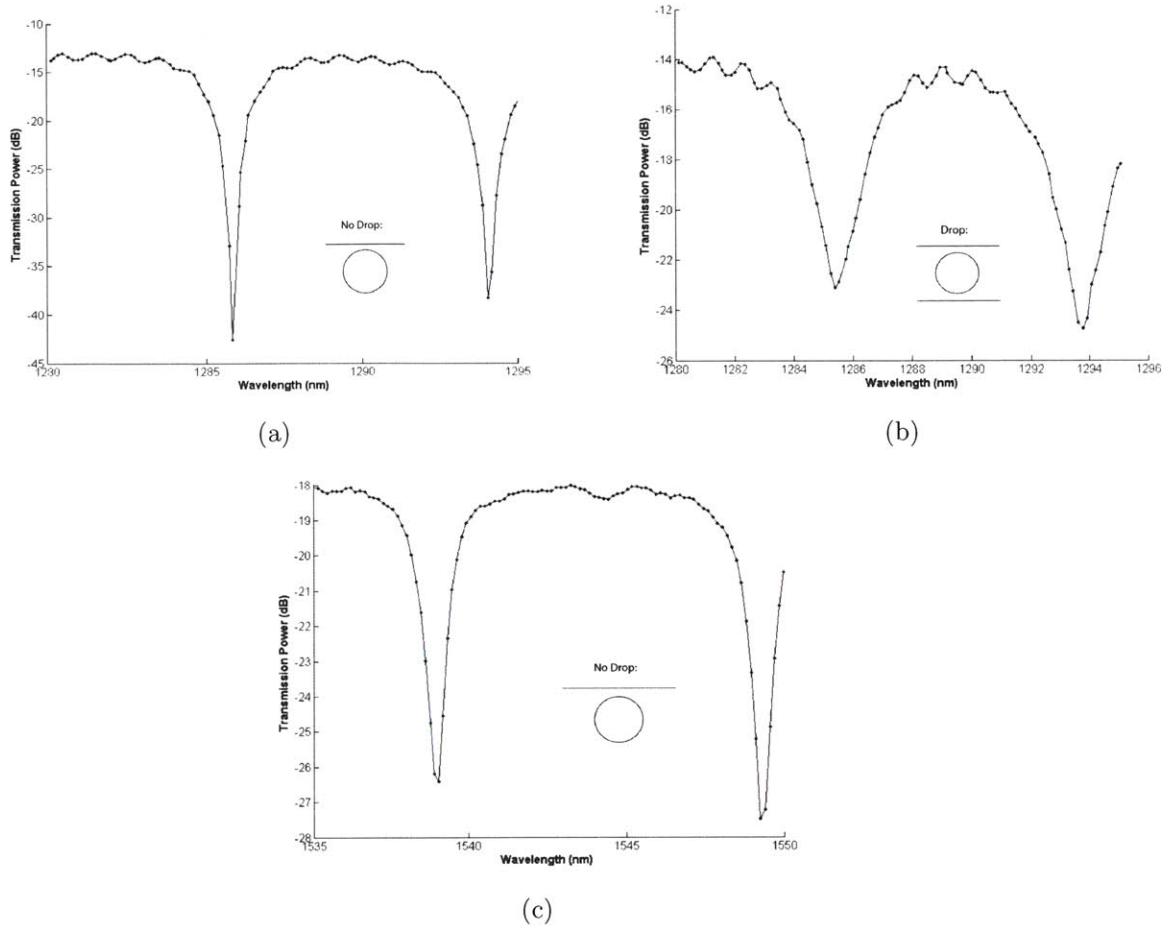 -10
-15
-20
-25
-30
-35
-40
-45
Transmission Power (dB)
No Drop:
1230 1285 1290 1295
Wavelength (nm)
(a)
-12
-14
-16
-18
-20
-22
-24
-26
Transmission Power (dB)
Drop:
1280 1282 1284 1286 1288 1290 1292 1294 1296
Wavelength (nm)
(b)
-18
-19
-20
-21
-22
-23
-24
-25
-26
-27
-28
Transmission Power (dB)
No Drop:
1535 1540 1545 1550
Wavelength (nm)
(c)